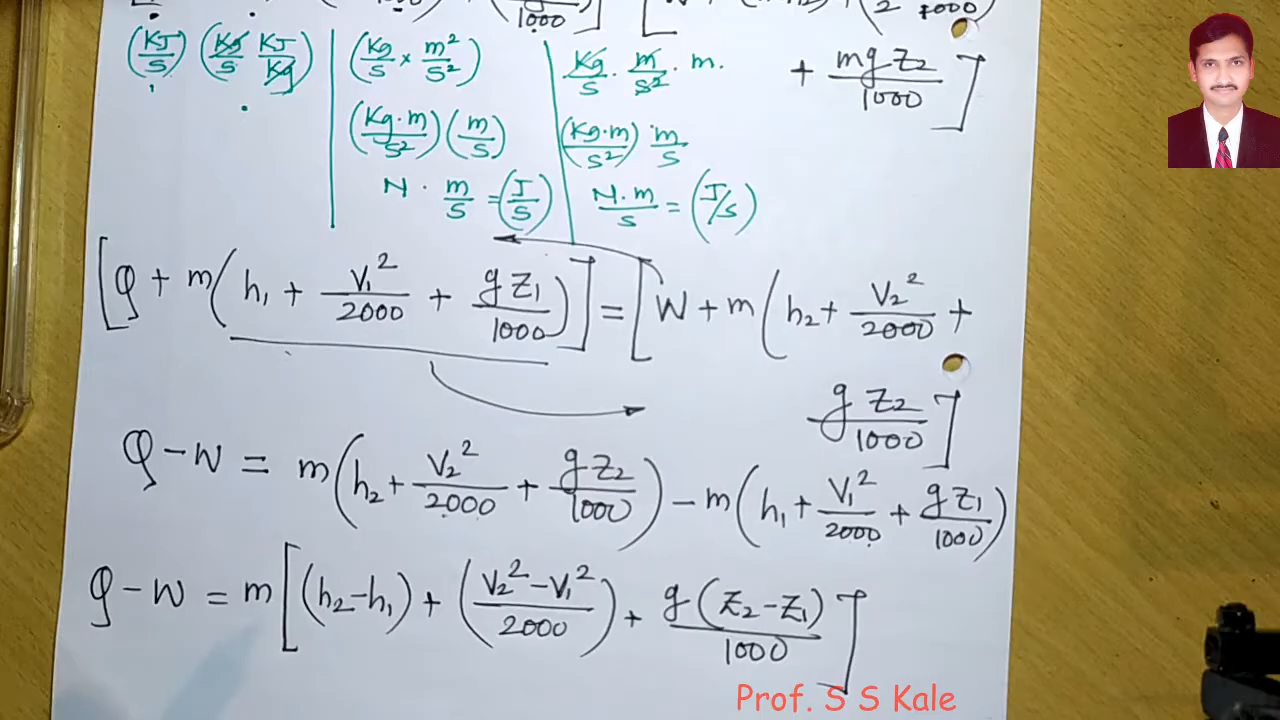 + mgZ2/1000]
(KJ/S) (Kg/S KJ/Kg) (Kg/S × m²/S²) Kg/S · m/S² · m.
(Kg·m/S²)(m/S) (Kg·m/S²) · m/S
N · m/S = (J/S) N·m/S = (J/S)
[Q + m(h1 + V1²/2000 + gZ1/1000)] = [W + m(h2 + V2²/2000 +
gZ2/1000]
Q - W = m(h2 + V2²/2000 + gZ2/1000) - m(h1 + V1²/2000 + gZ1/1000)
Q - W = m[(h2 - h1) + (V2² - V1²/2000) + g(Z2 - Z1)/1000]
Prof. S S Kale